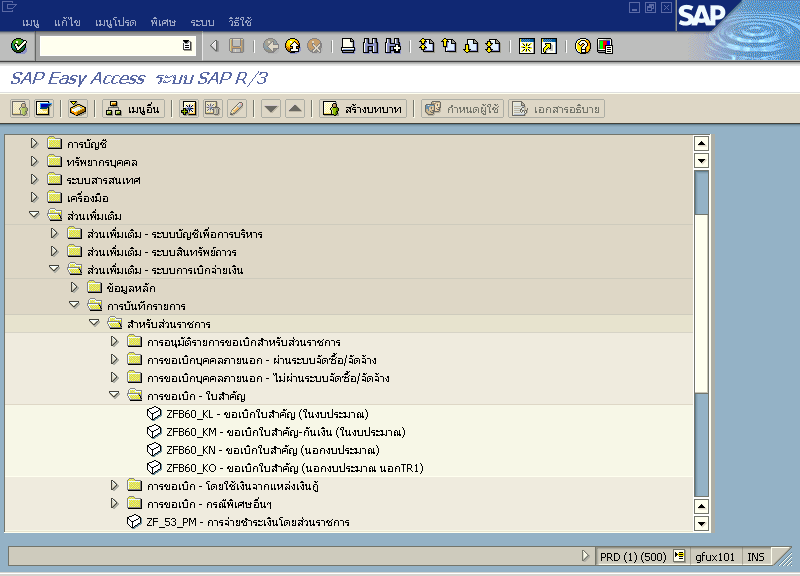 เมนู แก้ไข เมนูโปรด พิเศษ ระบบ วิธีใช้
SAP
SAP Easy Access ระบบ SAP R/3
เมนูอื่น สร้างบทบาท กำหนดผู้ใช้ เอกสารอธิบาย
การบัญชี
ทรัพยากรบุคคล
ระบบสารสนเทศ
เครื่องมือ
ส่วนเพิ่มเติม
ส่วนเพิ่มเติม - ระบบบัญชีเพื่อการบริหาร
ส่วนเพิ่มเติม - ระบบสินทรัพย์ถาวร
ส่วนเพิ่มเติม - ระบบการเบิกจ่ายเงิน
ข้อมูลหลัก
การบันทึกรายการ
สำหรับส่วนราชการ
การอนุมัติรายการขอเบิกสำหรับส่วนราชการ
การขอเบิกบุคคลภายนอก - ผ่านระบบจัดซื้อ/จัดจ้าง
การขอเบิกบุคคลภายนอก - ไม่ผ่านระบบจัดซื้อ/จัดจ้าง
การขอเบิก - ใบสำคัญ
ZFB60_KL - ขอเบิกใบสำคัญ (ในงบประมาณ)
ZFB60_KM - ขอเบิกใบสำคัญ-กันเงิน (ในงบประมาณ)
ZFB60_KN - ขอเบิกใบสำคัญ (นอกงบประมาณ)
ZFB60_KO - ขอเบิกใบสำคัญ (นอกงบประมาณ นอกTR1)
การขอเบิก - โดยใช้เงินจากแหล่งเงินกู้
การขอเบิก - กรณีพิเศษอื่นๆ
ZF_53_PM - การจ่ายชำระเงินโดยส่วนราชการ
PRD (1) (500) gfux101 INS